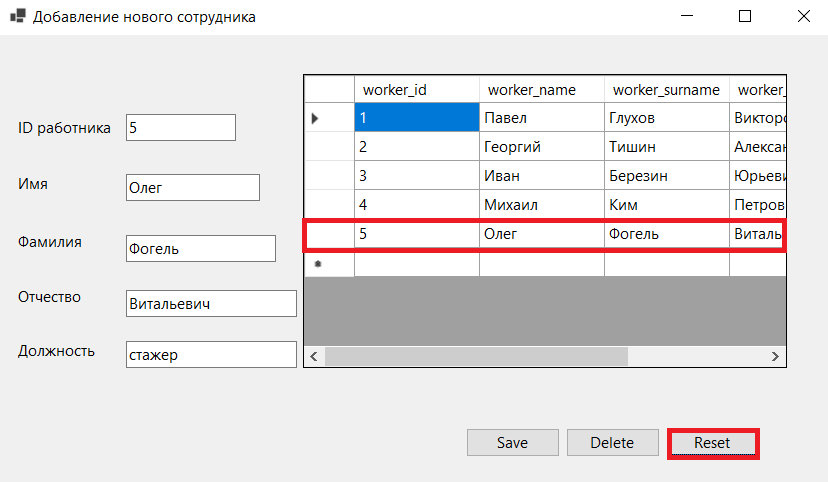 Добавление нового сотрудника
ID работника 5
Имя Олег
Фамилия Фогель
Отчество Витальевич
Должность стажер
worker_id worker_name worker_surname worker_
1 Павел Глухов Викторо
2 Георгий Тишин Алексан
3 Иван Березин Юрьеви
4 Михаил Ким Петров
5 Олег Фогель Виталь
Save Delete Reset